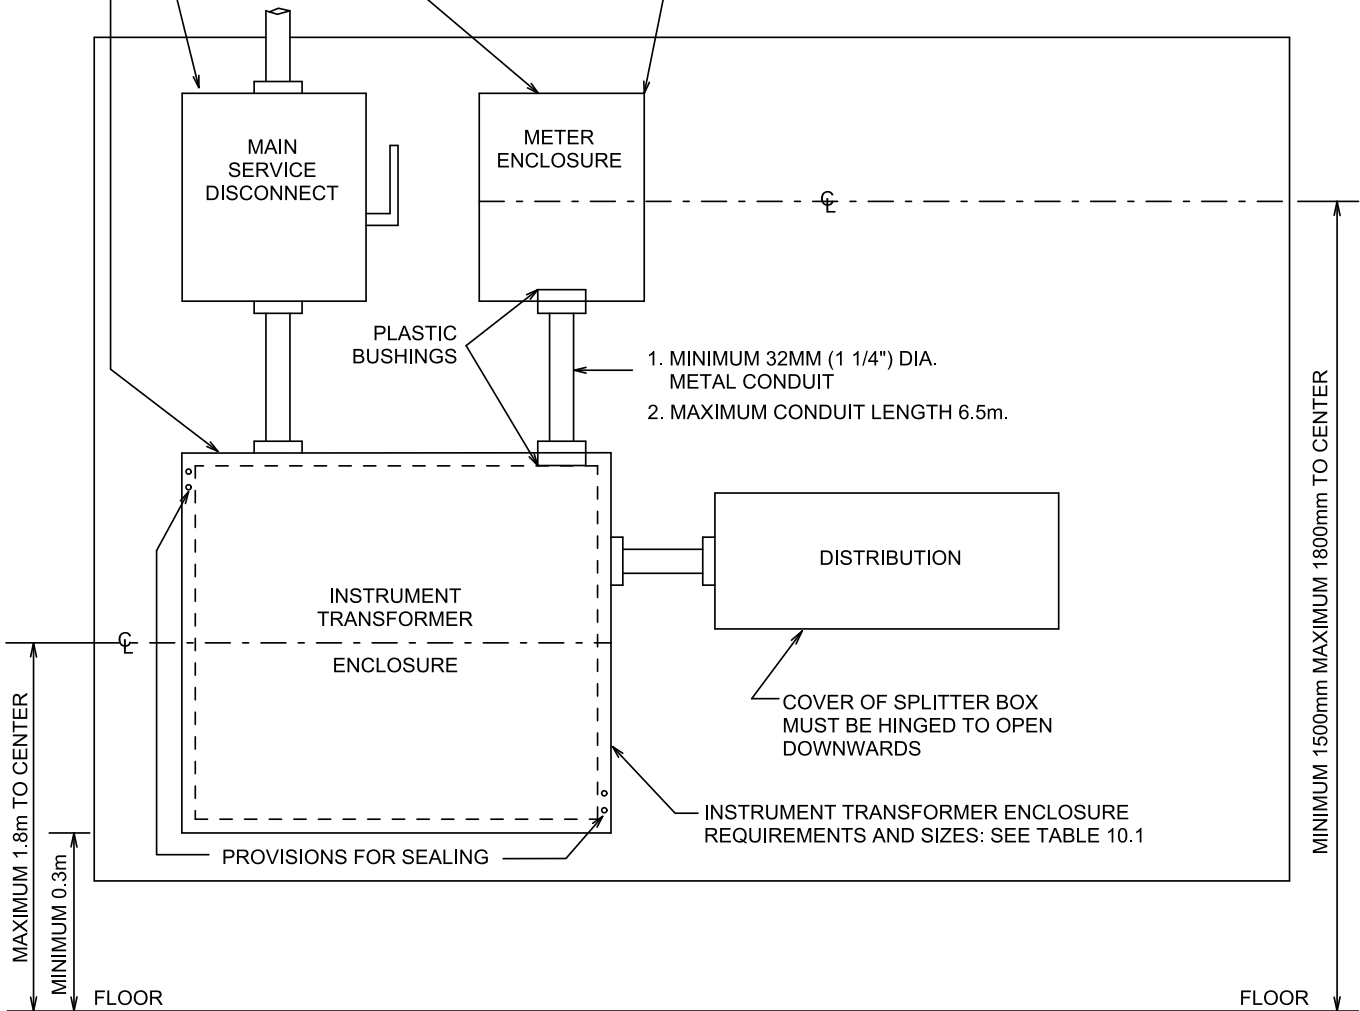 MAIN
SERVICE
DISCONNECT
METER
ENCLOSURE
℄
PLASTIC
BUSHINGS
1. MINIMUM 32MM (1 1/4") DIA.
METAL CONDUIT
2. MAXIMUM CONDUIT LENGTH 6.5m.
MINIMUM 1500mm MAXIMUM 1800mm TO CENTER
DISTRIBUTION
INSTRUMENT
TRANSFORMER
℄
ENCLOSURE
COVER OF SPLITTER BOX
MUST BE HINGED TO OPEN
DOWNWARDS
INSTRUMENT TRANSFORMER ENCLOSURE
REQUIREMENTS AND SIZES: SEE TABLE 10.1
PROVISIONS FOR SEALING
MAXIMUM 1.8m TO CENTER
MINIMUM 0.3m
FLOOR
FLOOR